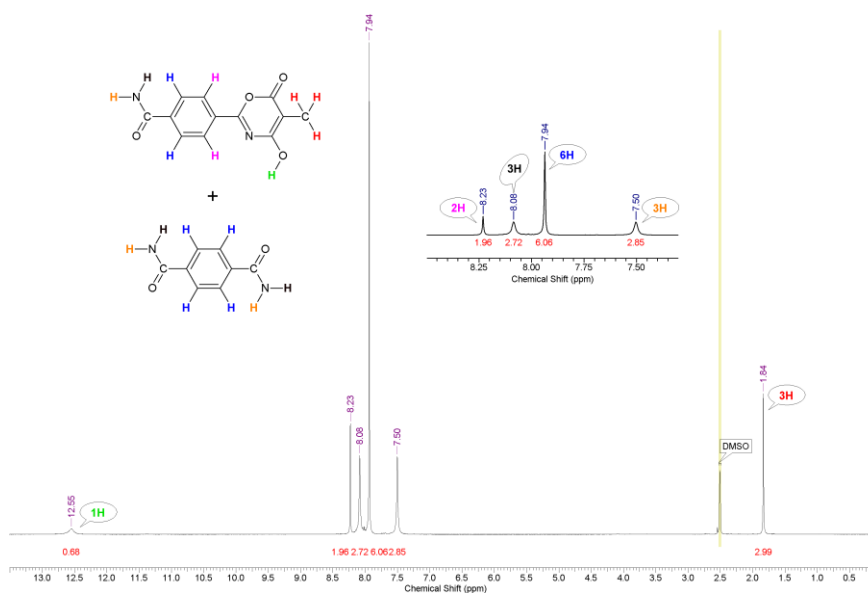 7.94
H
H
H
O
H
N
C
O
O
N
O
H
H
C
H
H
H
H
O
H
+
H
H
H
H
N
C
O
O
C
N
H
H
H
H
2H
8.23
3H
8.08
7.94
6H
7.50
3H
1.96
2.72
6.06
2.85
8.25
8.00
7.75
7.50
Chemical Shift (ppm)
8.23
8.08
7.50
1.84
3H
DMSO
12.55
1H
0.68
1.96 2.72 6.06 2.85
2.99
13.0 12.5 12.0 11.5 11.0 10.5 10.0 9.5 9.0 8.5 8.0 7.5 7.0 6.5 6.0 5.5 5.0 4.5 4.0 3.5 3.0 2.5 2.0 1.5 1.0 0.5
Chemical Shift (ppm)